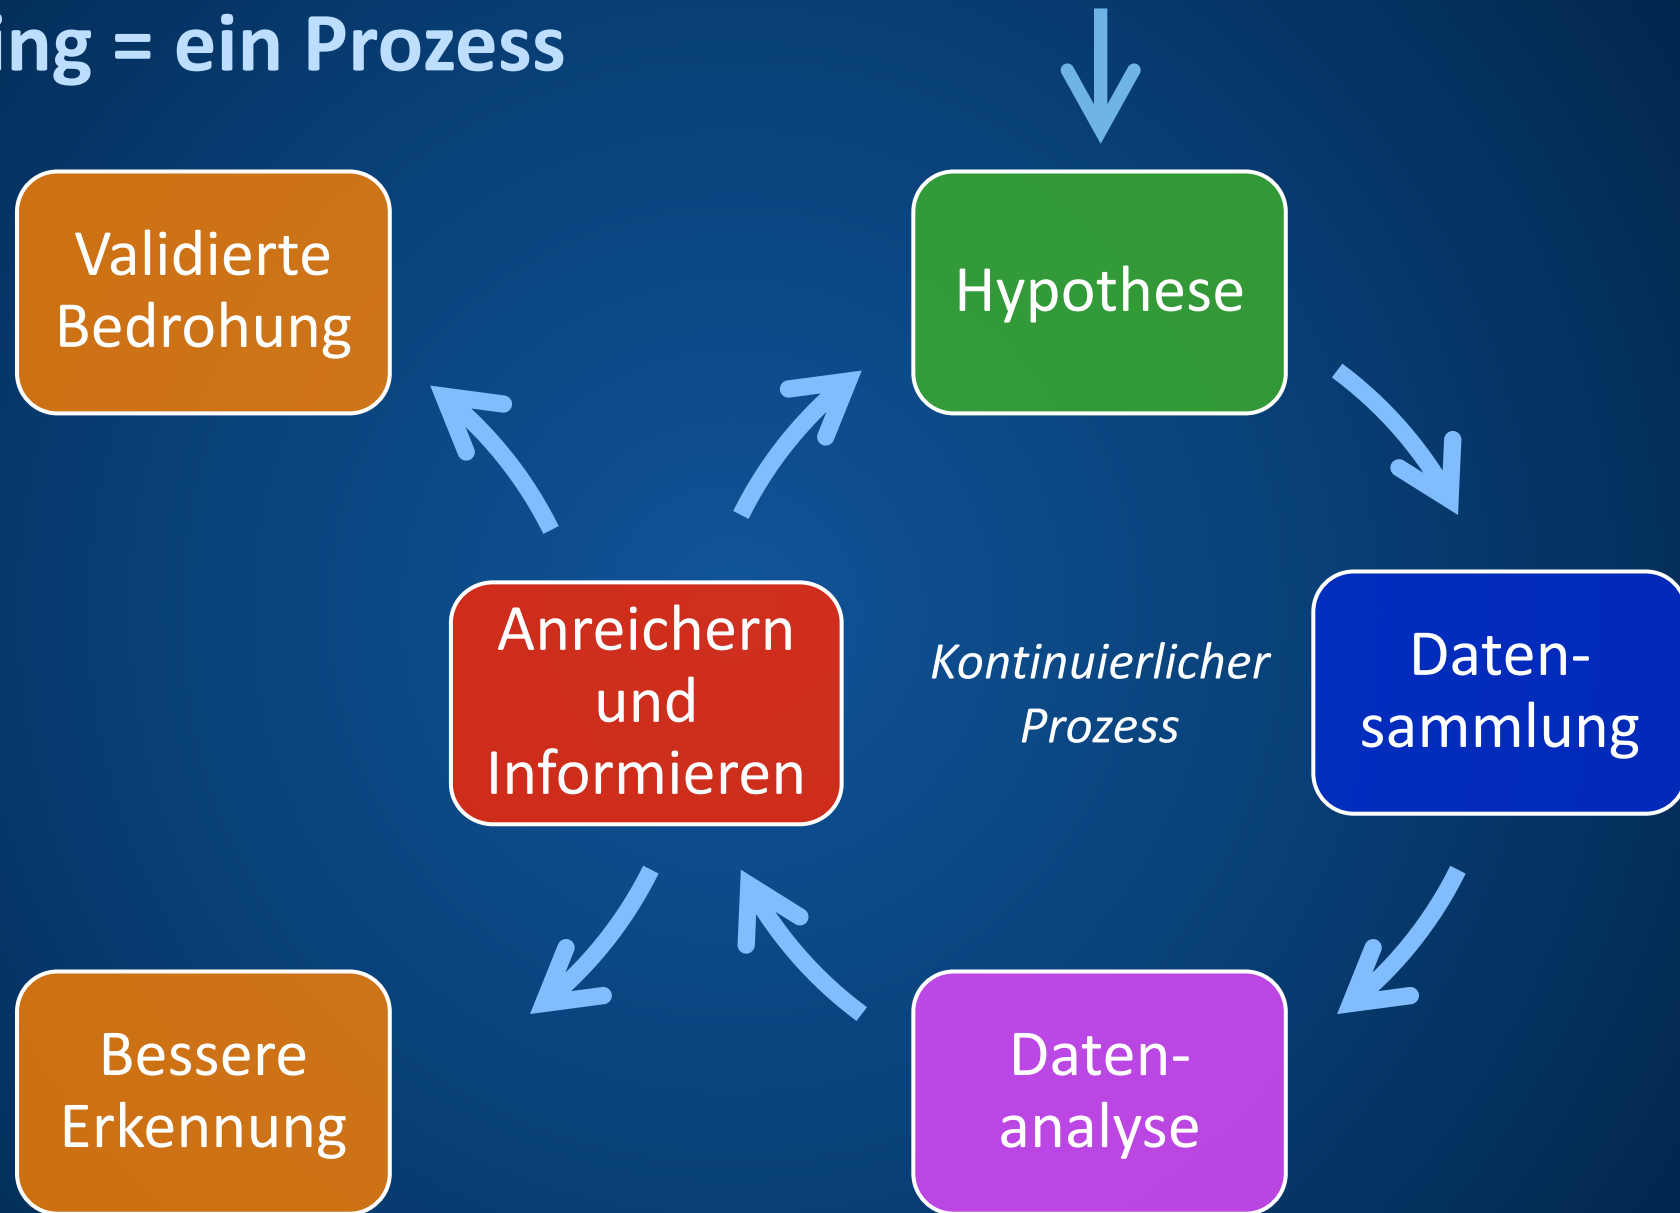 ing = ein Prozess
Validierte
Bedrohung
Hypothese
Anreichern
und
Informieren
Kontinuierlicher
Prozess
Daten-
sammlung
Bessere
Erkennung
Daten-
analyse